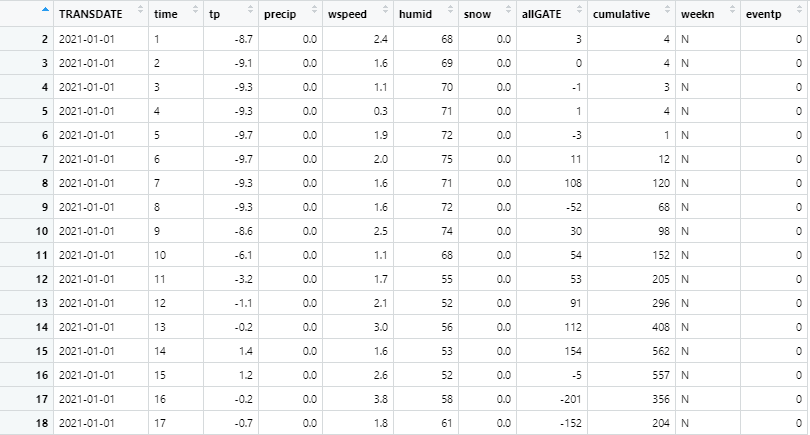 TRANSDATE time tp precip wspeed humid snow allGATE cumulative weekn eventp
2 2021-01-01 1 -8.7 0.0 2.4 68 0.0 3 4 N 0
3 2021-01-01 2 -9.1 0.0 1.6 69 0.0 0 4 N 0
4 2021-01-01 3 -9.3 0.0 1.1 70 0.0 -1 3 N 0
5 2021-01-01 4 -9.3 0.0 0.3 71 0.0 1 4 N 0
6 2021-01-01 5 -9.7 0.0 1.9 72 0.0 -3 1 N 0
7 2021-01-01 6 -9.7 0.0 2.0 75 0.0 11 12 N 0
8 2021-01-01 7 -9.3 0.0 1.6 71 0.0 108 120 N 0
9 2021-01-01 8 -9.3 0.0 1.6 72 0.0 -52 68 N 0
10 2021-01-01 9 -8.6 0.0 2.5 74 0.0 30 98 N 0
11 2021-01-01 10 -6.1 0.0 1.1 68 0.0 54 152 N 0
12 2021-01-01 11 -3.2 0.0 1.7 55 0.0 53 205 N 0
13 2021-01-01 12 -1.1 0.0 2.1 52 0.0 91 296 N 0
14 2021-01-01 13 -0.2 0.0 3.0 56 0.0 112 408 N 0
15 2021-01-01 14 1.4 0.0 1.6 53 0.0 154 562 N 0
16 2021-01-01 15 1.2 0.0 2.6 52 0.0 -5 557 N 0
17 2021-01-01 16 -0.2 0.0 3.8 58 0.0 -201 356 N 0
18 2021-01-01 17 -0.7 0.0 1.8 61 0.0 -152 204 N 0